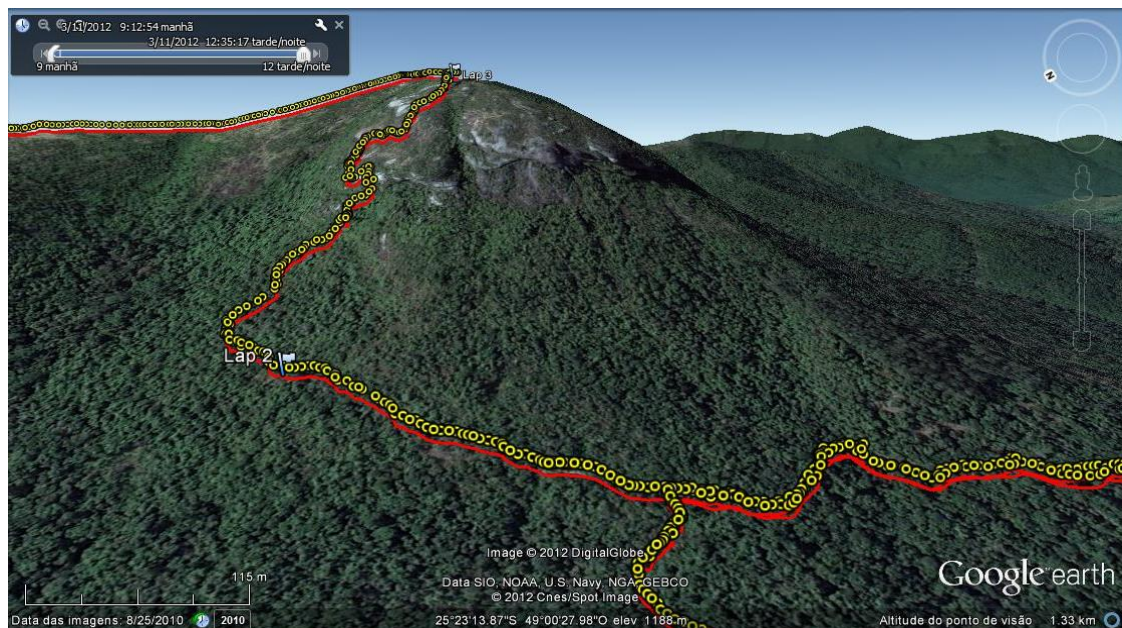 3/11/2012 9:12:54 manhã
3/11/2012 12:35:17 tarde/noite
9 manhã
12 tarde/noite
Lap 3
N
Lap 2
Image © 2012 DigitalGlobe
Data SIO, NOAA, U.S. Navy, NGA, GEBCO
© 2012 Cnes/Spot Image
Google earth
115 m
Data das imagens: 8/25/2010
2010
25°23'13.87"S 49°00'27.98"O elev 1188 m
Altitude do ponto de visão 1.33 km